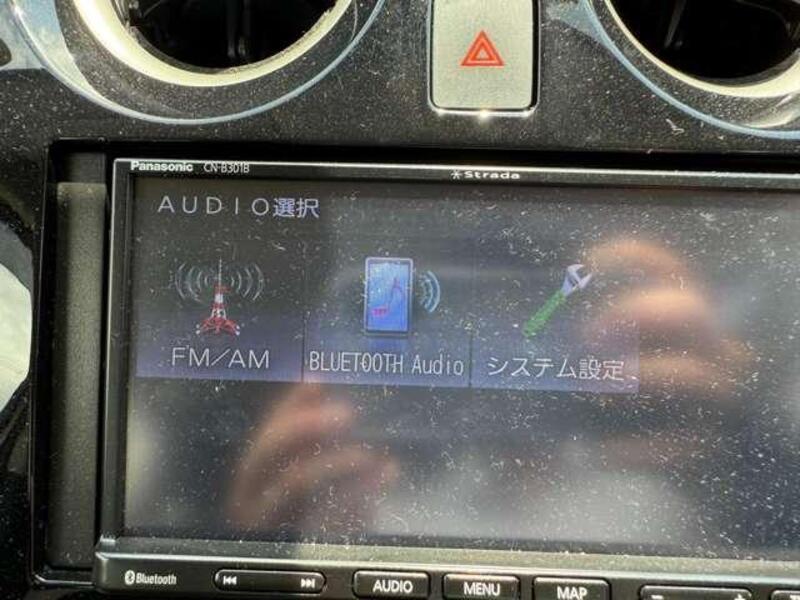 Panasonic CN-B301B
Strada
AUDIO選択
FM/AM
BLUETOOTH Audio
システム設定
Bluetooth
AUDIO
MENU
MAP